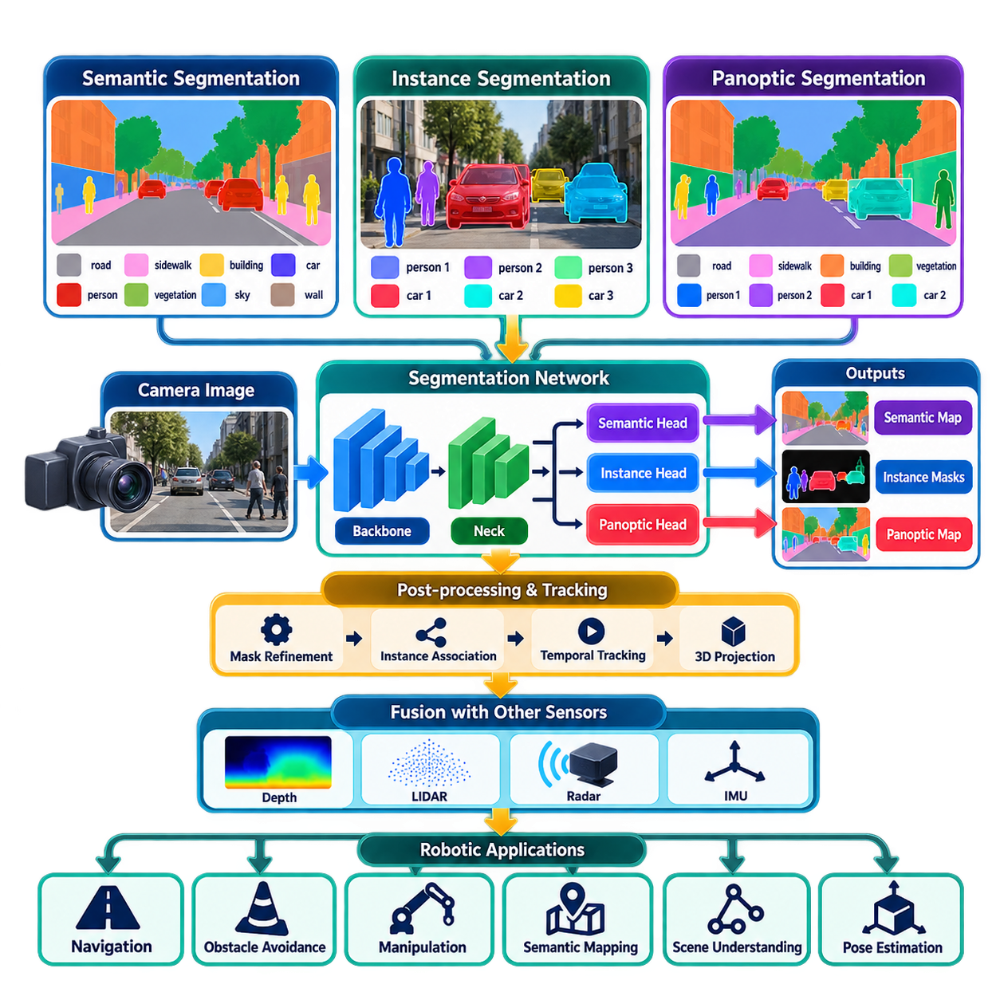 Semantic Segmentation
road
sidewalk
building
car
person
vegetation
sky
wall
Instance Segmentation
person 1
person 2
person 3
car 1
car 2
car 3
Panoptic Segmentation
road
sidewalk
building
vegetation
person 1
person 2
car 1
car 2
Camera Image
Segmentation Network
Backbone
Neck
Semantic Head
Instance Head
Panoptic Head
Outputs
Semantic Map
Instance Masks
Panoptic Map
Post-processing & Tracking
Mask Refinement
Instance Association
Temporal Tracking
3D Projection
Fusion with Other Sensors
Depth
LIDAR
Radar
IMU
Robotic Applications
Navigation
Obstacle Avoidance
Manipulation
Semantic Mapping
Scene Understanding
Pose Estimation